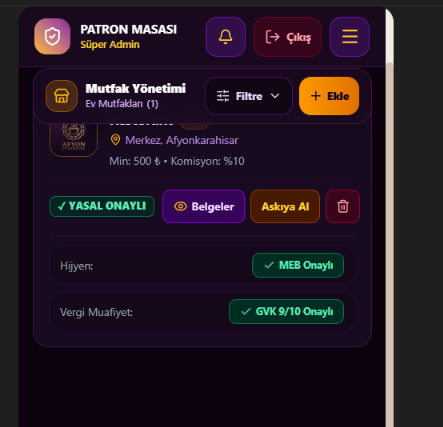 PATRON MASASI
Süper Admin
Çıkış
Mutfak Yönetimi
Ev Mutfakları (1)
Filtre
+ Ekle
AFYON
Merkez, Afyonkarahisar
Min: 500 ₺ • Komisyon: %10
✓ YASAL ONAYLI
Belgeler
Askıya Al
Hijyen:
✓ MEB Onaylı
Vergi Muafiyet:
✓ GVK 9/10 Onaylı